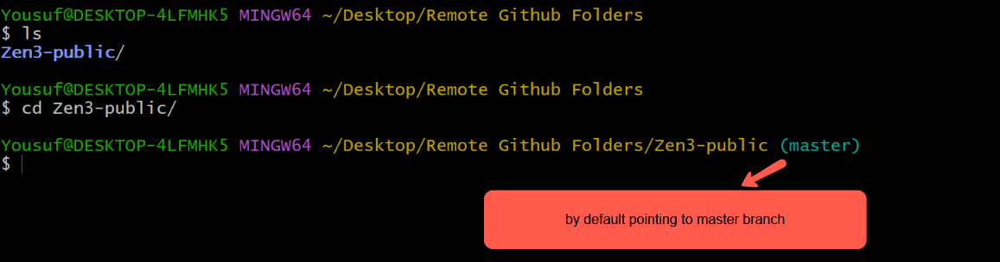 Yousuf@DESKTOP-4LFMHK5 MINGW64 ~/Desktop/Remote Github Folders
$ ls
Zen3-public/
Yousuf@DESKTOP-4LFMHK5 MINGW64 ~/Desktop/Remote Github Folders
$ cd Zen3-public/
Yousuf@DESKTOP-4LFMHK5 MINGW64 ~/Desktop/Remote Github Folders/Zen3-public (master)
$
by default pointing to master branch